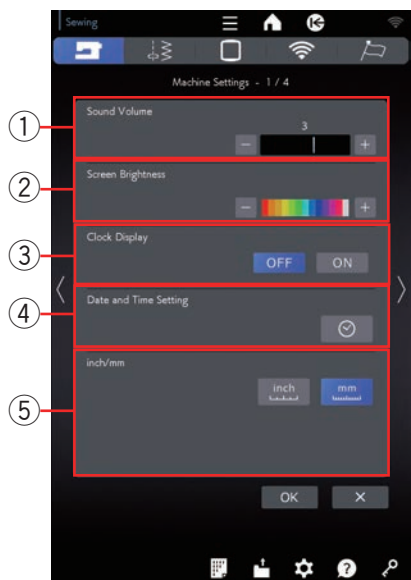 Sewing
Machine Settings - 1 / 4
1
Sound Volume
3
− +
2
Screen Brightness
− +
3
Clock Display
OFF ON
4
Date and Time Setting
5
inch/mm
inch mm
OK ×
?